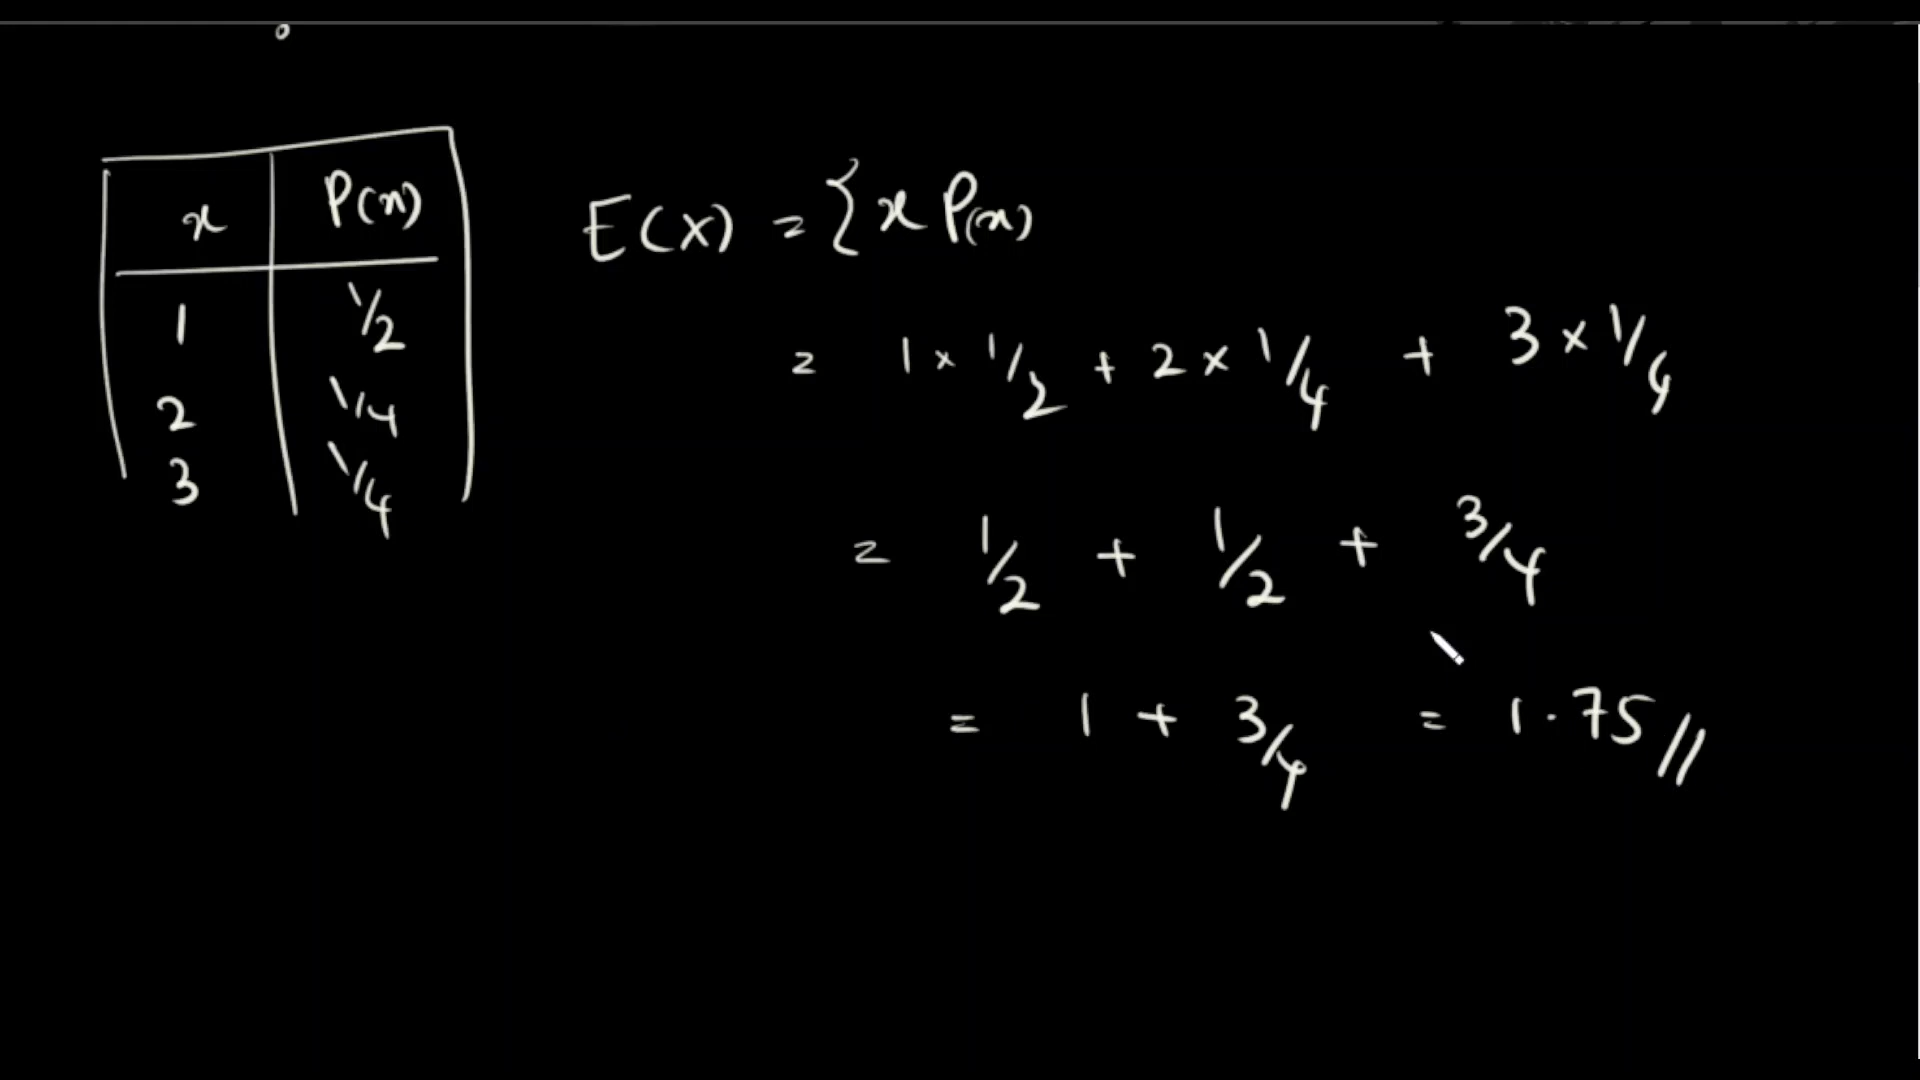 x | P(x)
1 | 1/2
2 | 1/4
3 | 1/4
E(X) = Σ x P(x)
= 1 × 1/2 + 2 × 1/4 + 3 × 1/4
= 1/2 + 1/2 + 3/4
= 1 + 3/4 = 1.75 //